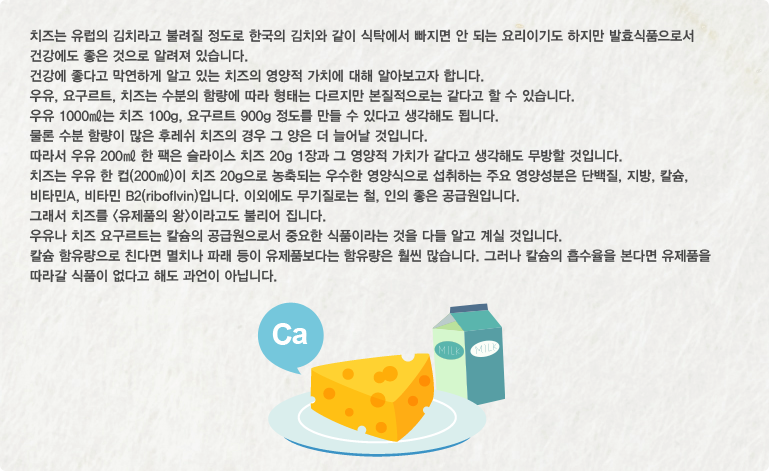 치즈는 유럽의 김치라고 불려질 정도로 한국의 김치와 같이 식탁에서 빠지면 안 되는 요리이기도 하지만 발효식품으로서
건강에도 좋은 것으로 알려져 있습니다.
건강에 좋다고 막연하게 알고 있는 치즈의 영양적 가치에 대해 알아보고자 합니다.
우유, 요구르트, 치즈는 수분의 함량에 따라 형태는 다르지만 본질적으로는 같다고 할 수 있습니다.
우유 1000㎖는 치즈 100g, 요구르트 900g 정도를 만들 수 있다고 생각해도 됩니다.
물론 수분 함량이 많은 후레쉬 치즈의 경우 그 양은 더 늘어날 것입니다.
따라서 우유 200㎖ 한 팩은 슬라이스 치즈 20g 1장과 그 영양적 가치가 같다고 생각해도 무방할 것입니다.
치즈는 우유 한 컵(200㎖)이 치즈 20g으로 농축되는 우수한 영양식으로 섭취하는 주요 영양성분은 단백질, 지방, 칼슘,
비타민A, 비타민 B2(riboflvin)입니다. 이외에도 무기질로는 철, 인의 좋은 공급원입니다.
그래서 치즈를 <유제품의 왕>이라고도 불리어 집니다.
우유나 치즈 요구르트는 칼슘의 공급원으로서 중요한 식품이라는 것을 다들 알고 계실 것입니다.
칼슘 함유량으로 친다면 멸치나 파래 등이 유제품보다는 함유량은 훨씬 많습니다. 그러나 칼슘의 흡수율을 본다면 유제품을
따라갈 식품이 없다고 해도 과언이 아닙니다.
Ca
MILK MILK